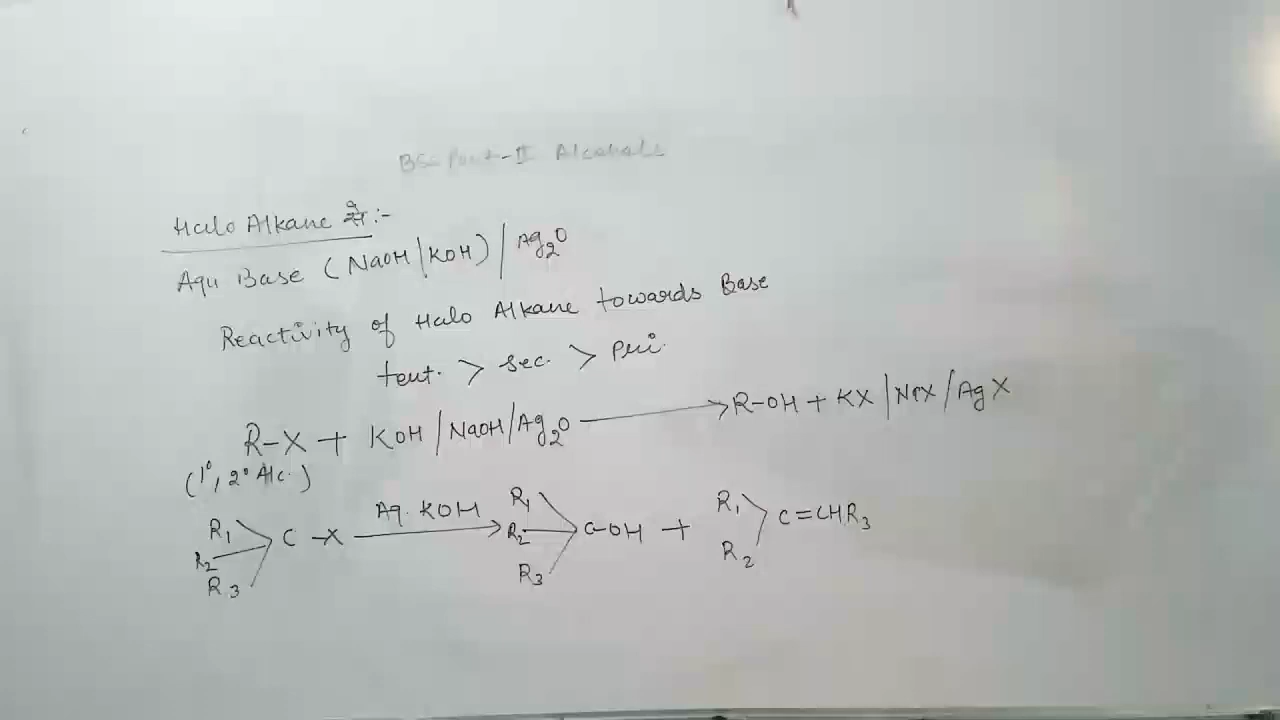 BSc Part-II Alcohols
Halo Alkane से:-
Aqu Base (NaOH/KOH) / Ag2O
Reactivity of Halo Alkane towards Base
tert. > sec. > pri.
R-X + KOH / NaOH / Ag2O → R-OH + KX / NaX / AgX
(1°, 2° Alc.)
R1 R2 R3 C-X Aq. KOH → R1 R2 R3 C-OH + R1 R2 C=CHR3